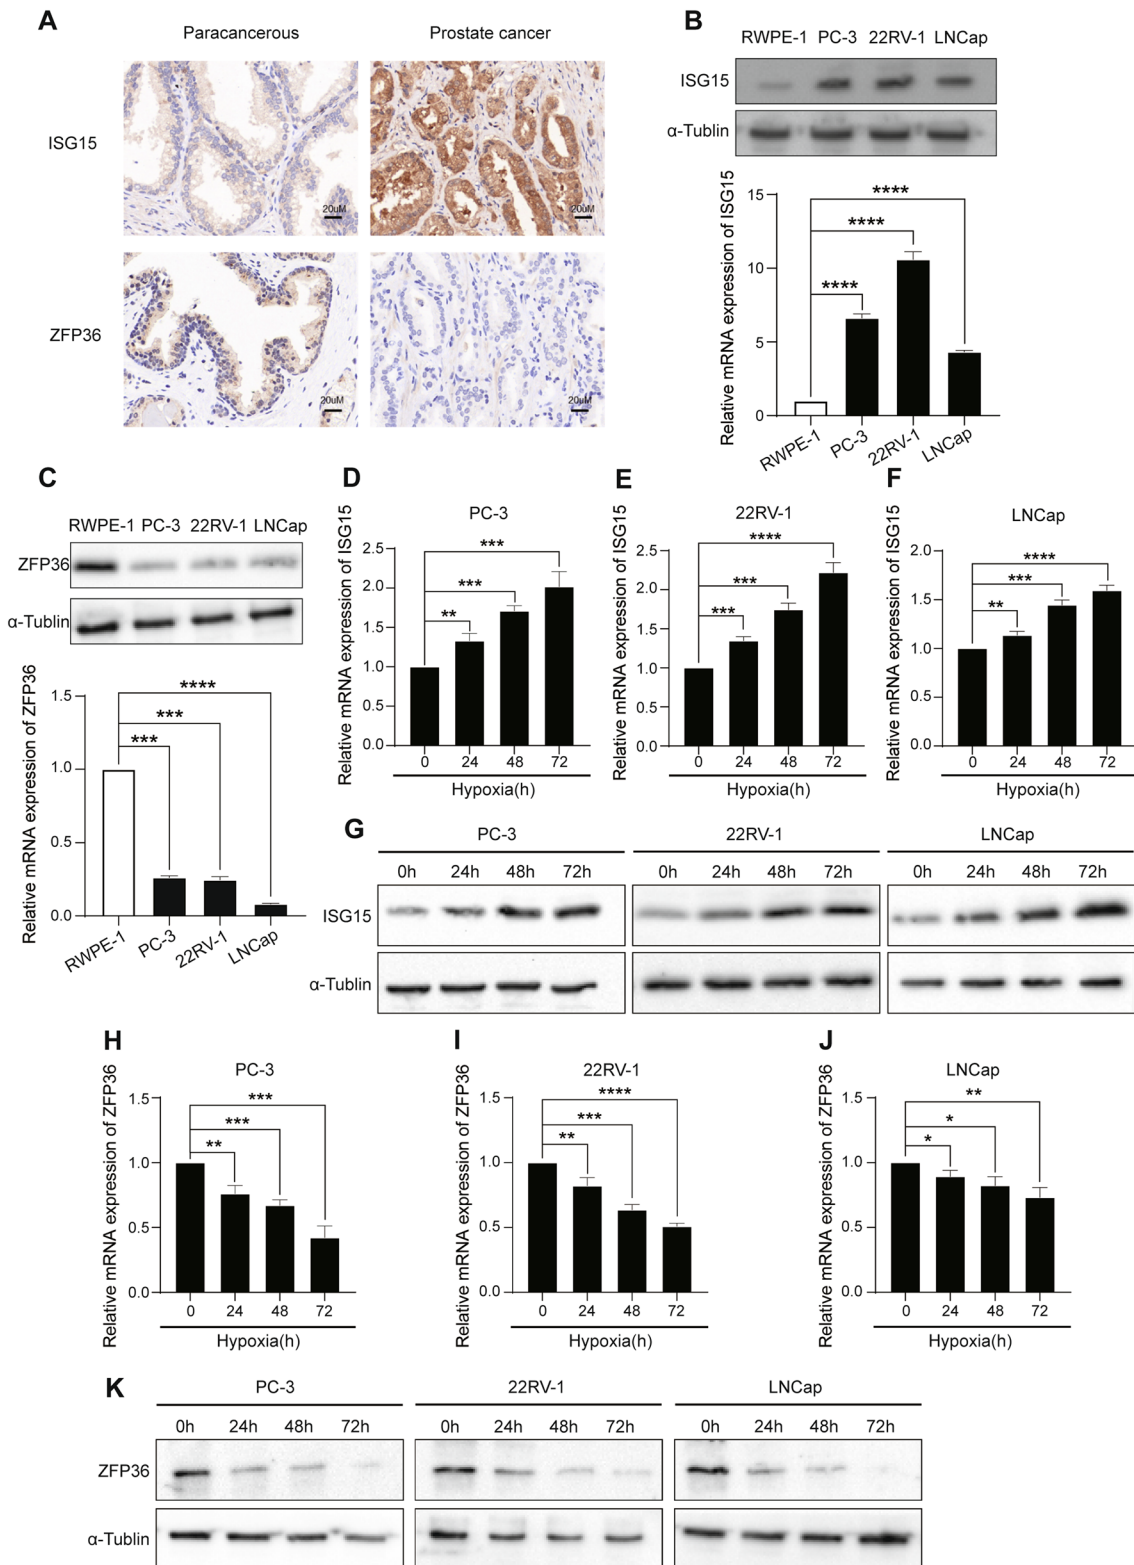 A
Paracancerous Prostate cancer
ISG15
20uM 20uM
ZFP36
20uM 20uM
B
RWPE-1 PC-3 22RV-1 LNCap
ISG15
α-Tublin
Relative mRNA expression of ISG15
15
10
5
0
****
****
****
RWPE-1 PC-3 22RV-1 LNCap
C
RWPE-1 PC-3 22RV-1 LNCap
ZFP36
α-Tublin
Relative mRNA expression of ZFP36
1.5
1.0
0.5
0.0
****
***
***
RWPE-1 PC-3 22RV-1 LNCap
D
PC-3
Relative mRNA expression of ISG15
2.5
2.0
1.5
1.0
0.5
0.0
***
***
**
0 24 48 72
Hypoxia(h)
E
22RV-1
Relative mRNA expression of ISG15
2.5
2.0
1.5
1.0
0.5
0.0
****
***
***
0 24 48 72
Hypoxia(h)
F
LNCap
Relative mRNA expression of ISG15
2.0
1.5
1.0
0.5
0.0
****
***
**
0 24 48 72
Hypoxia(h)
G
PC-3 22RV-1 LNCap
0h 24h 48h 72h 0h 24h 48h 72h 0h 24h 48h 72h
ISG15
α-Tublin
H
PC-3
Relative mRNA expression of ZFP36
1.5
1.0
0.5
0.0
***
***
**
0 24 48 72
Hypoxia(h)
I
22RV-1
Relative mRNA expression of ZFP36
1.5
1.0
0.5
0.0
****
***
**
0 24 48 72
Hypoxia(h)
J
LNCap
Relative mRNA expression of ZFP36
1.5
1.0
0.5
0.0
**
*
*
0 24 48 72
Hypoxia(h)
K
PC-3 22RV-1 LNCap
0h 24h 48h 72h 0h 24h 48h 72h 0h 24h 48h 72h
ZFP36
α-Tublin